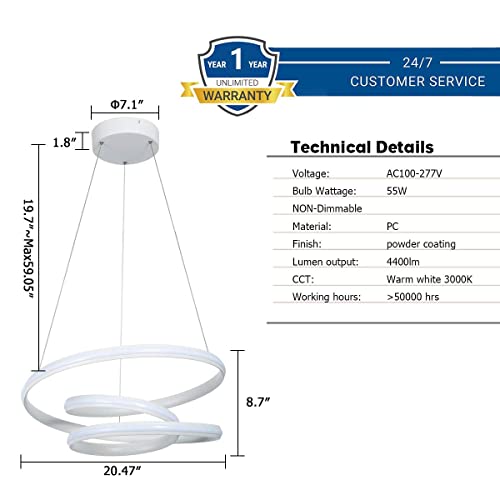 YEAR 1 YEAR
UNLIMITED
WARRANTY
24/7
CUSTOMER SERVICE
Φ7.1"
1.8"
19.7"~Max59.05"
8.7"
20.47"
Technical Details
Voltage: AC100-277V
Bulb Wattage: 55W
NON-Dimmable
Material: PC
Finish: powder coating
Lumen output: 4400lm
CCT: Warm white 3000K
Working hours: >50000 hrs